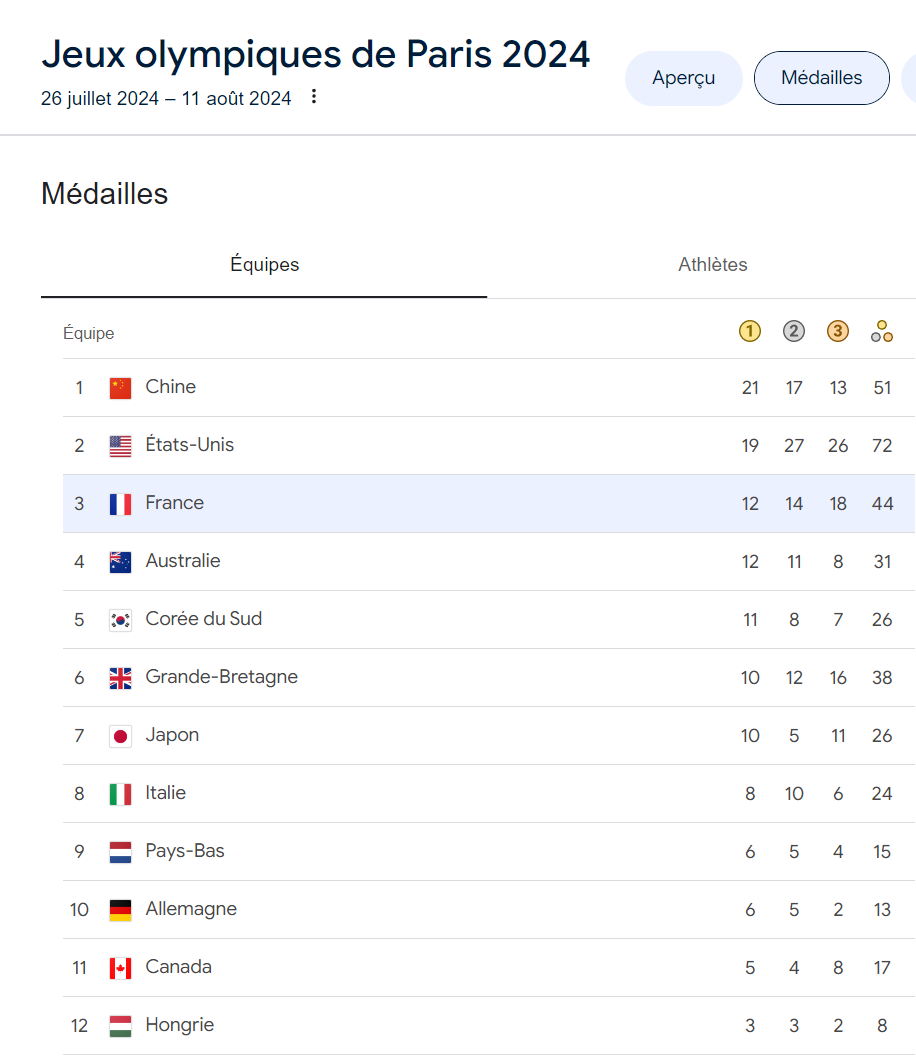 Jeux olympiques de Paris 2024
26 juillet 2024 – 11 août 2024
Aperçu Médailles
Médailles
Équipes Athlètes
Équipe 1 2 3
1 Chine 21 17 13 51
2 États-Unis 19 27 26 72
3 France 12 14 18 44
4 Australie 12 11 8 31
5 Corée du Sud 11 8 7 26
6 Grande-Bretagne 10 12 16 38
7 Japon 10 5 11 26
8 Italie 8 10 6 24
9 Pays-Bas 6 5 4 15
10 Allemagne 6 5 2 13
11 Canada 5 4 8 17
12 Hongrie 3 3 2 8